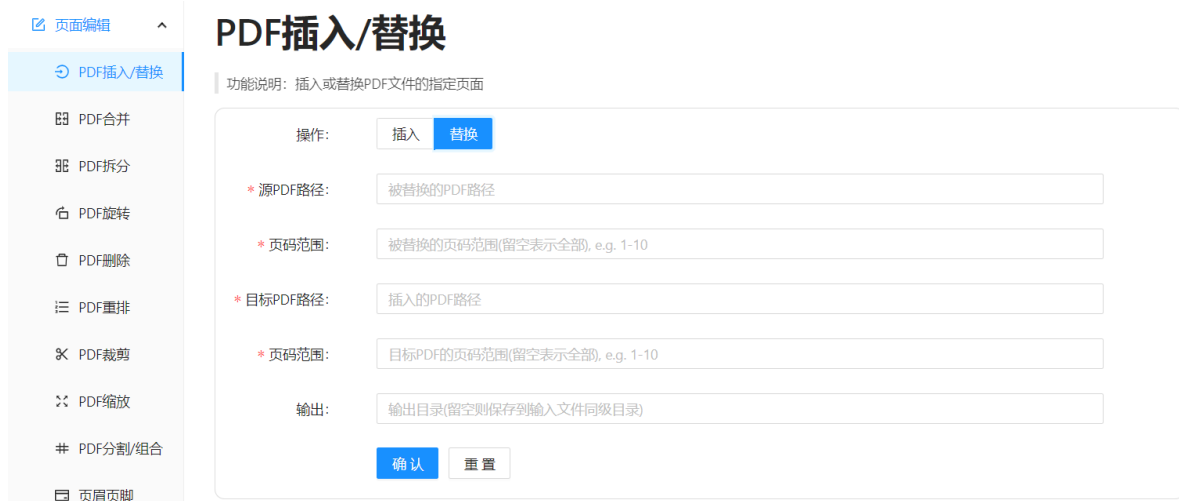 页面编辑
PDF插入/替换
PDF合并
PDF拆分
PDF旋转
PDF删除
PDF重排
PDF裁剪
PDF缩放
PDF分割/组合
页眉页脚
PDF插入/替换
功能说明：插入或替换PDF文件的指定页面
操作： 插入 替换
* 源PDF路径： 被替换的PDF路径
* 页码范围： 被替换的页码范围(留空表示全部), e.g. 1-10
* 目标PDF路径： 插入的PDF路径
* 页码范围： 目标PDF的页码范围(留空表示全部), e.g. 1-10
输出： 输出目录(留空则保存到输入文件同级目录)
确 认 重 置